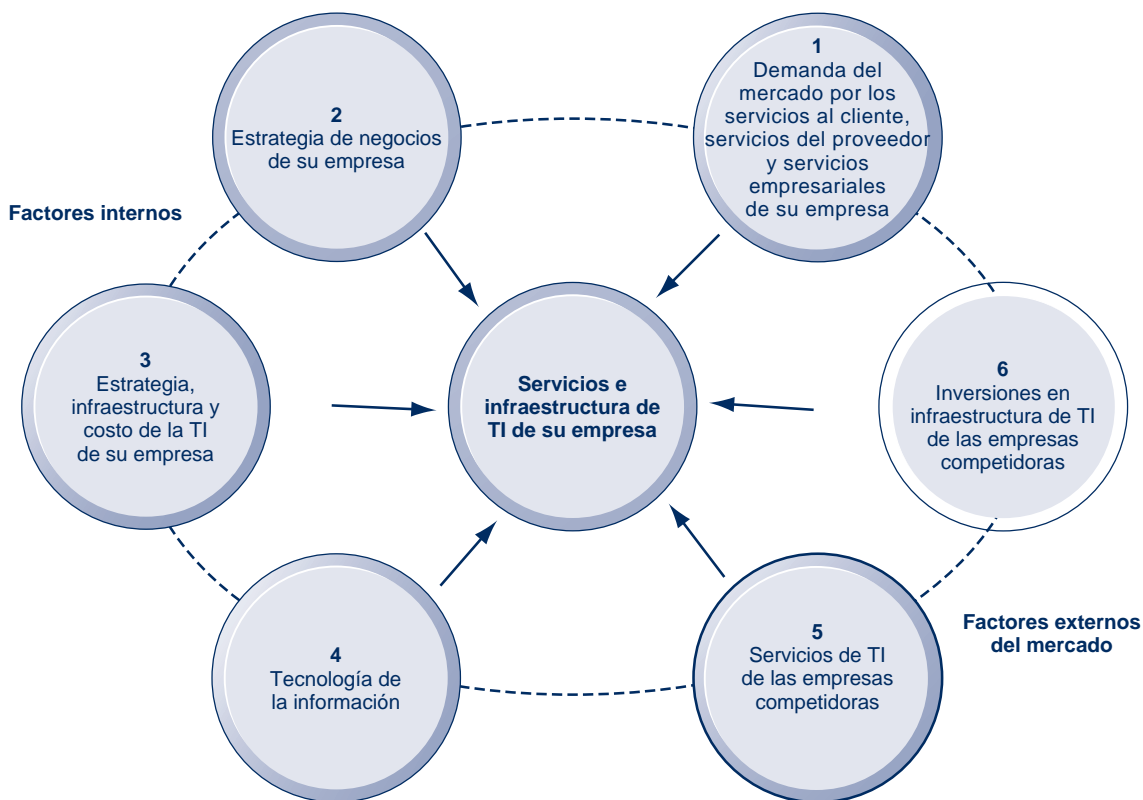 1
Demanda del
mercado por los
servicios al cliente,
servicios del proveedor
y servicios
empresariales
de su empresa
2
Estrategia de negocios
de su empresa
Factores internos
3
Estrategia,
infraestructura y
costo de la TI
de su empresa
Servicios e
infraestructura de
TI de su empresa
6
Inversiones en
infraestructura de TI
de las empresas
competidoras
4
Tecnología de
la información
5
Servicios de TI
de las empresas
competidoras
Factores externos
del mercado